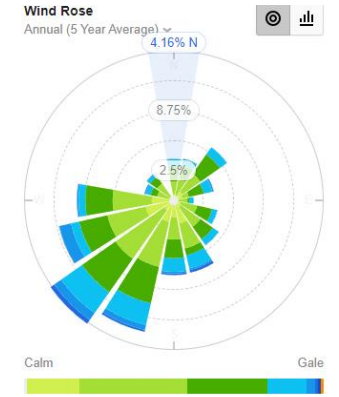 Wind Rose
Annual (5 Year Average)
4.16% N
8.75%
2.5%
Calm
Gale